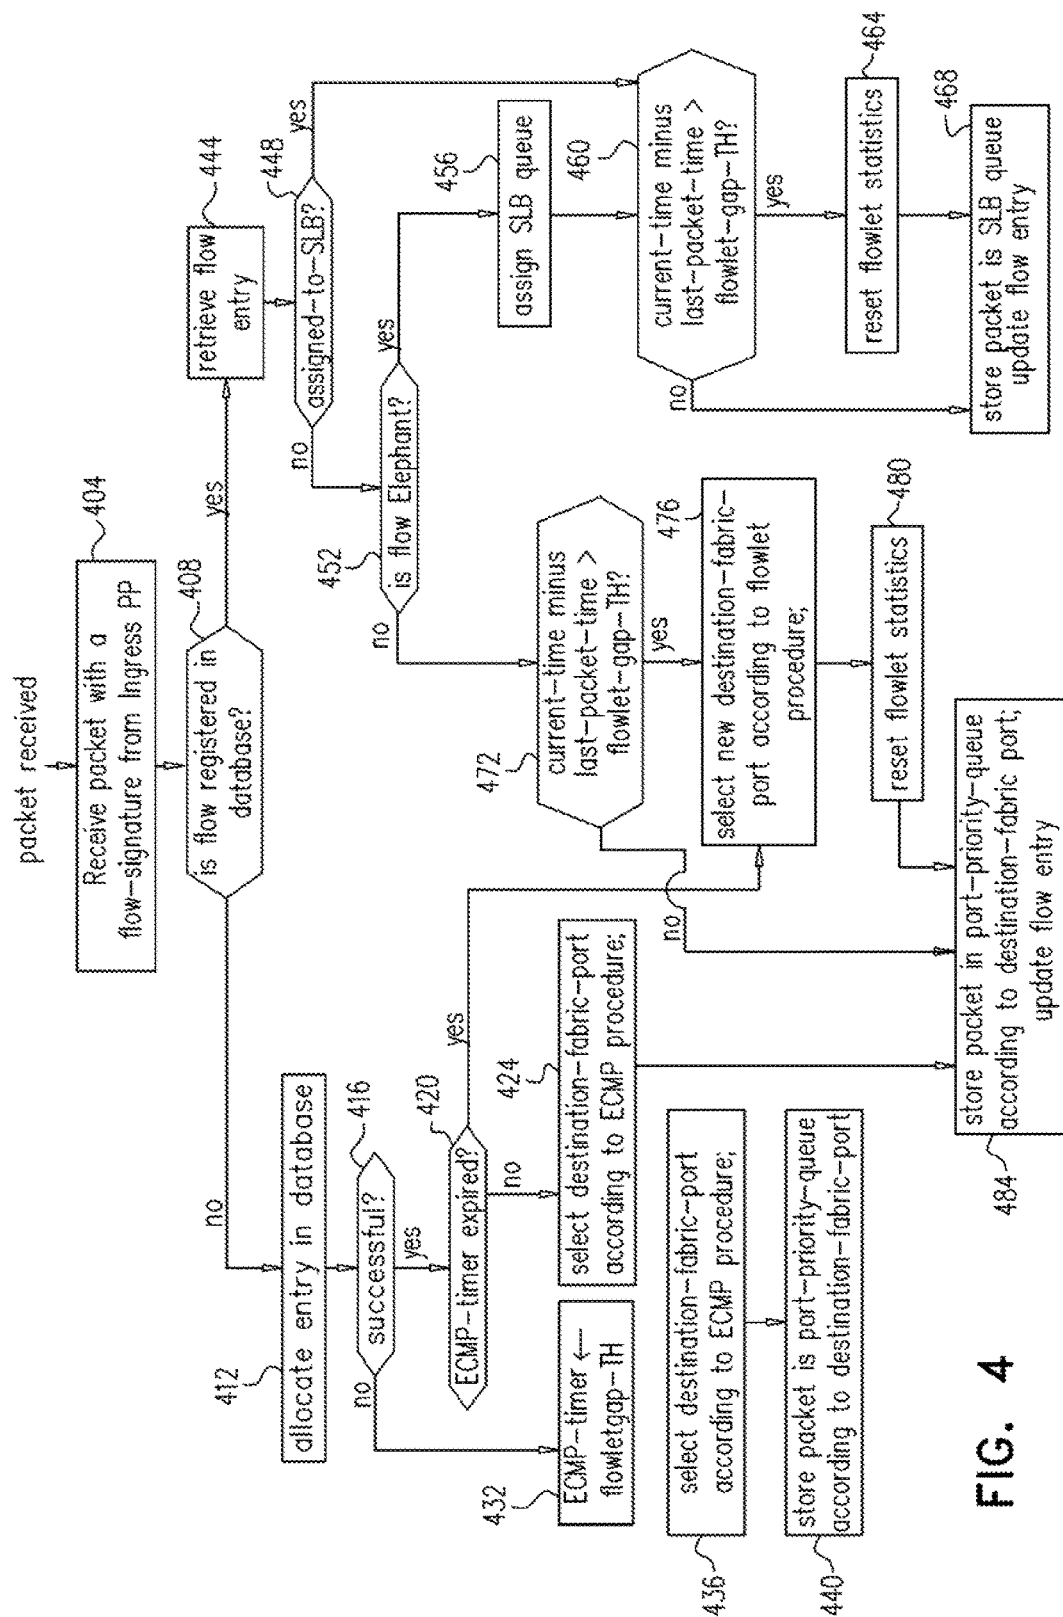 packet received
Receive packet with a
flow-signature from Ingress PP
404
is flow registered in
database?
408
no
yes
allocate entry in database
412
successful?
416
no
yes
ECMP-timer expired?
420
yes
no
ECMP-timer ←
flowletgap-TH
432
select destination-fabric-port
according to ECMP procedure;
424
select destination-fabric-port
according to ECMP procedure;
436
store packet is port-priority-queue
according to destination-fabric-port
440
retrieve flow
entry
444
assigned-to-SLB?
448
no
yes
is flow Elephant?
452
no
yes
assign SLB queue
456
current-time minus
last-packet-time >
flowlet-gap-TH?
460
no
yes
reset flowlet statistics
464
store packet is SLB queue
update flow entry
468
current-time minus
last-packet-time >
flowlet-gap-TH?
472
no
yes
select new destination-fabric-
port according to flowlet
procedure;
476
reset flowlet statistics
480
store packet in port-priority-queue
according to destination-fabric port;
update flow entry
484
FIG. 4